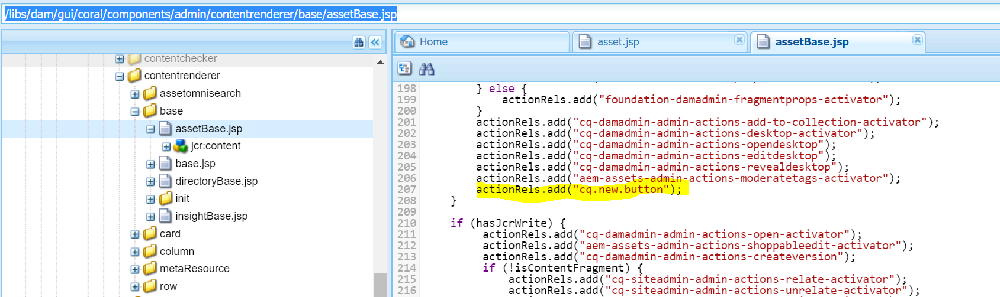 /libs/dam/gui/coral/components/admin/contentrenderer/base/assetBase.jsp
contentchecker
contentrenderer
assetomnisearch
base
assetBase.jsp
jcr:content
base.jsp
directoryBase.jsp
init
insightBase.jsp
card
column
metaResource
row
Home
asset.jsp
assetBase.jsp
198 } else {
199 actionRels.add("foundation-damadmin-fragmentprops-activator");
200 }
201 actionRels.add("cq-damadmin-admin-actions-add-to-collection-activator");
202 actionRels.add("cq-damadmin-admin-actions-desktop-activator");
203 actionRels.add("cq-damadmin-admin-actions-opendesktop");
204 actionRels.add("cq-damadmin-admin-actions-editdesktop");
205 actionRels.add("cq-damadmin-admin-actions-revealdesktop");
206 actionRels.add("aem-assets-admin-actions-moderatetags-activator");
207 actionRels.add("cq.new.button");
208 }
209
210 if (hasJcrWrite) {
211 actionRels.add("cq-damadmin-admin-actions-open-activator");
212 actionRels.add("aem-assets-admin-actions-shoppableedit-activator");
213 actionRels.add("cq-damadmin-admin-actions-createversion");
214 if (!isContentFragment) {
215 actionRels.add("cq-siteadmin-admin-actions-relate-activator");
216 actionRels.add("cq-siteadmin-admin-actions-unrelate-activator");